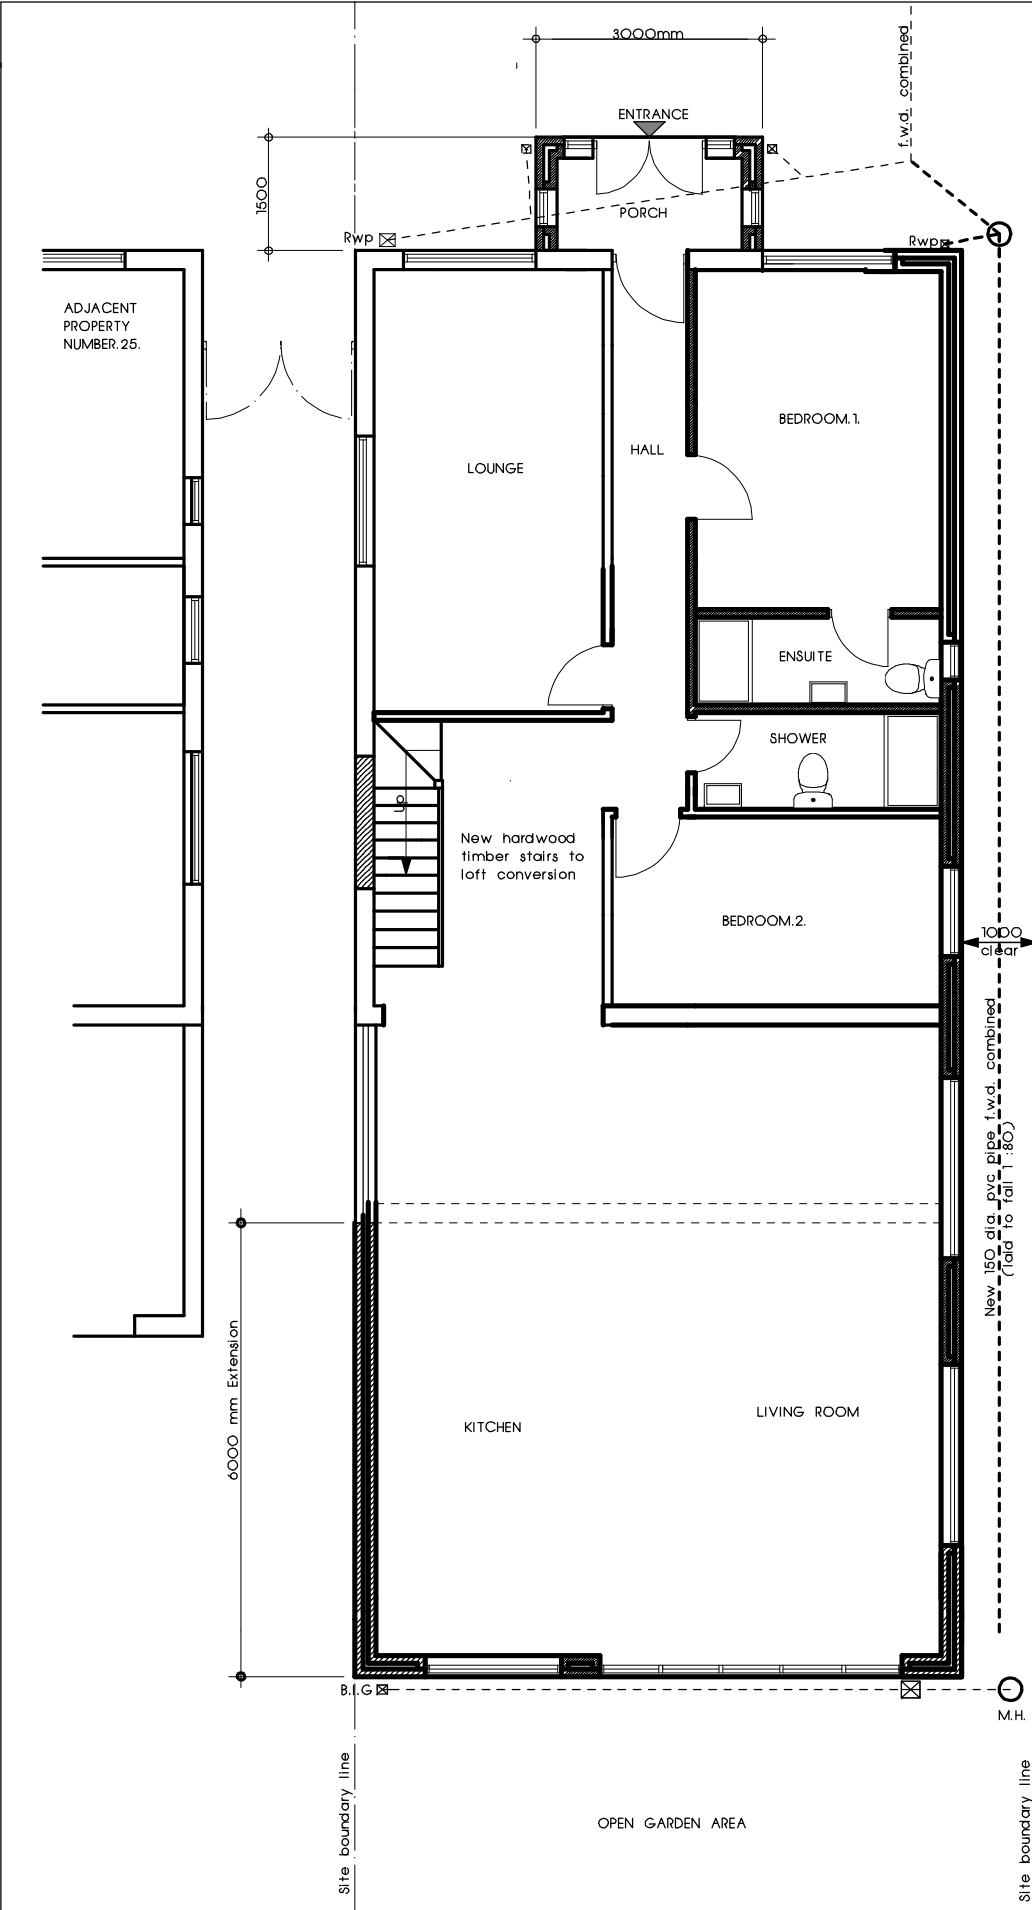 3000mm
f.w.d. combined
ENTRANCE
1500
PORCH
Rwp
Rwp
ADJACENT
PROPERTY
NUMBER.25.
BEDROOM.1.
HALL
LOUNGE
ENSUITE
SHOWER
Up
New hardwood
timber stairs to
loft conversion
BEDROOM.2.
1000
clear
New 150 dia. pvc pipe f.w.d. combined
(laid to fall 1 :80)
6000 mm Extension
LIVING ROOM
KITCHEN
B.I.G
M.H.
Site boundary line
Site boundary line
OPEN GARDEN AREA